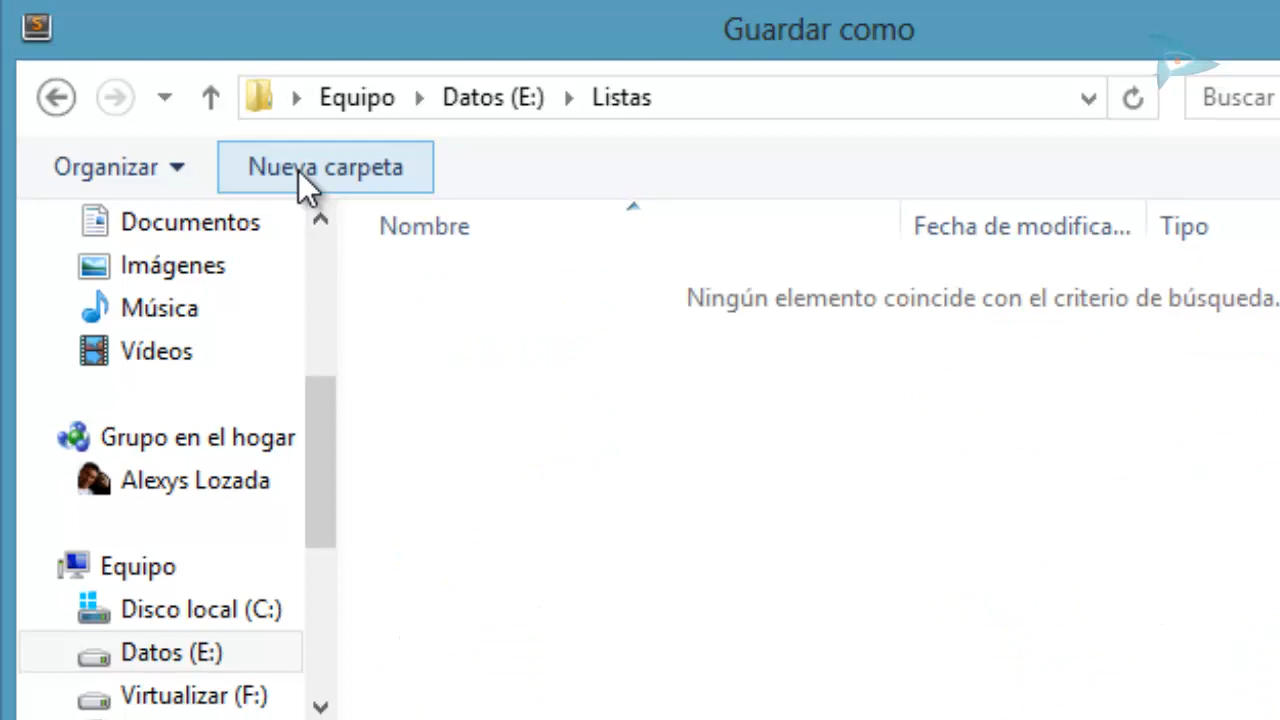 Guardar como
Equipo Datos (E:) Listas
Buscar
Organizar Nueva carpeta
Nombre Fecha de modifica... Tipo
Ningún elemento coincide con el criterio de búsqueda.
Documentos
Imágenes
Música
Vídeos
Grupo en el hogar
Alexys Lozada
Equipo
Disco local (C:)
Datos (E:)
Virtualizar (F:)